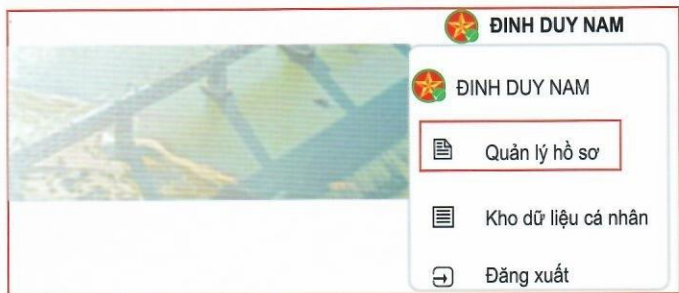 ĐINH DUY NAM
ĐINH DUY NAM
Quản lý hồ sơ
Kho dữ liệu cá nhân
Đăng xuất